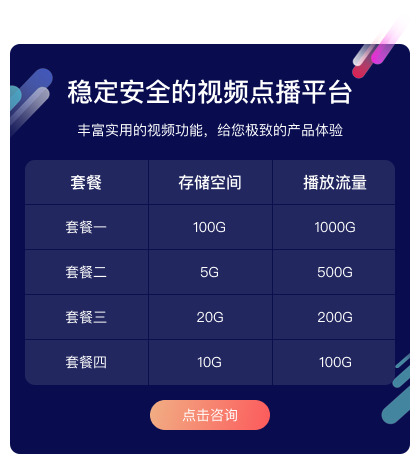 稳定安全的视频点播平台
丰富实用的视频功能，给您极致的产品体验
套餐 存储空间 播放流量
套餐一 100G 1000G
套餐二 5G 500G
套餐三 20G 200G
套餐四 10G 100G
点击咨询